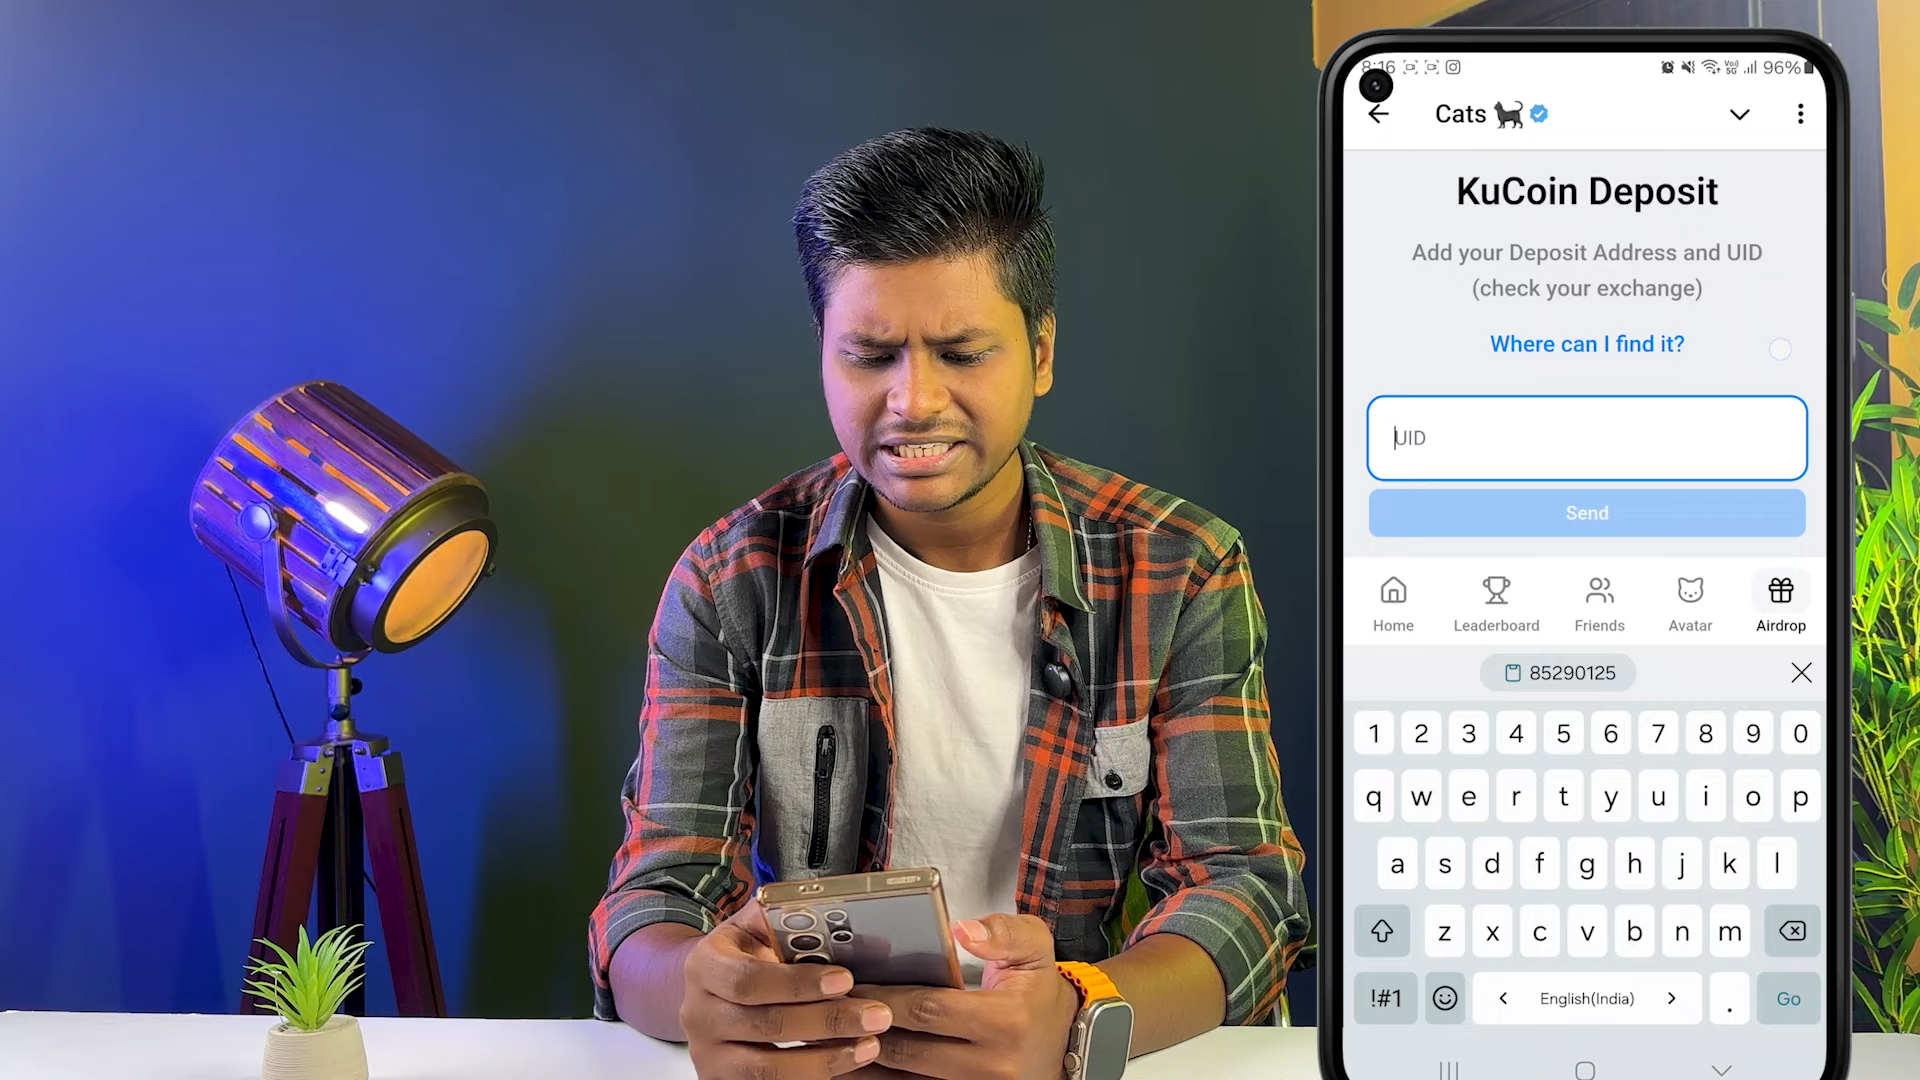 8:16 96%
Cats
KuCoin Deposit
Add your Deposit Address and UID
(check your exchange)
Where can I find it?
UID
Send
Home Leaderboard Friends Avatar Airdrop
85290125
1 2 3 4 5 6 7 8 9 0
q w e r t y u i o p
a s d f g h j k l
z x c v b n m
!#1 English(India) . Go